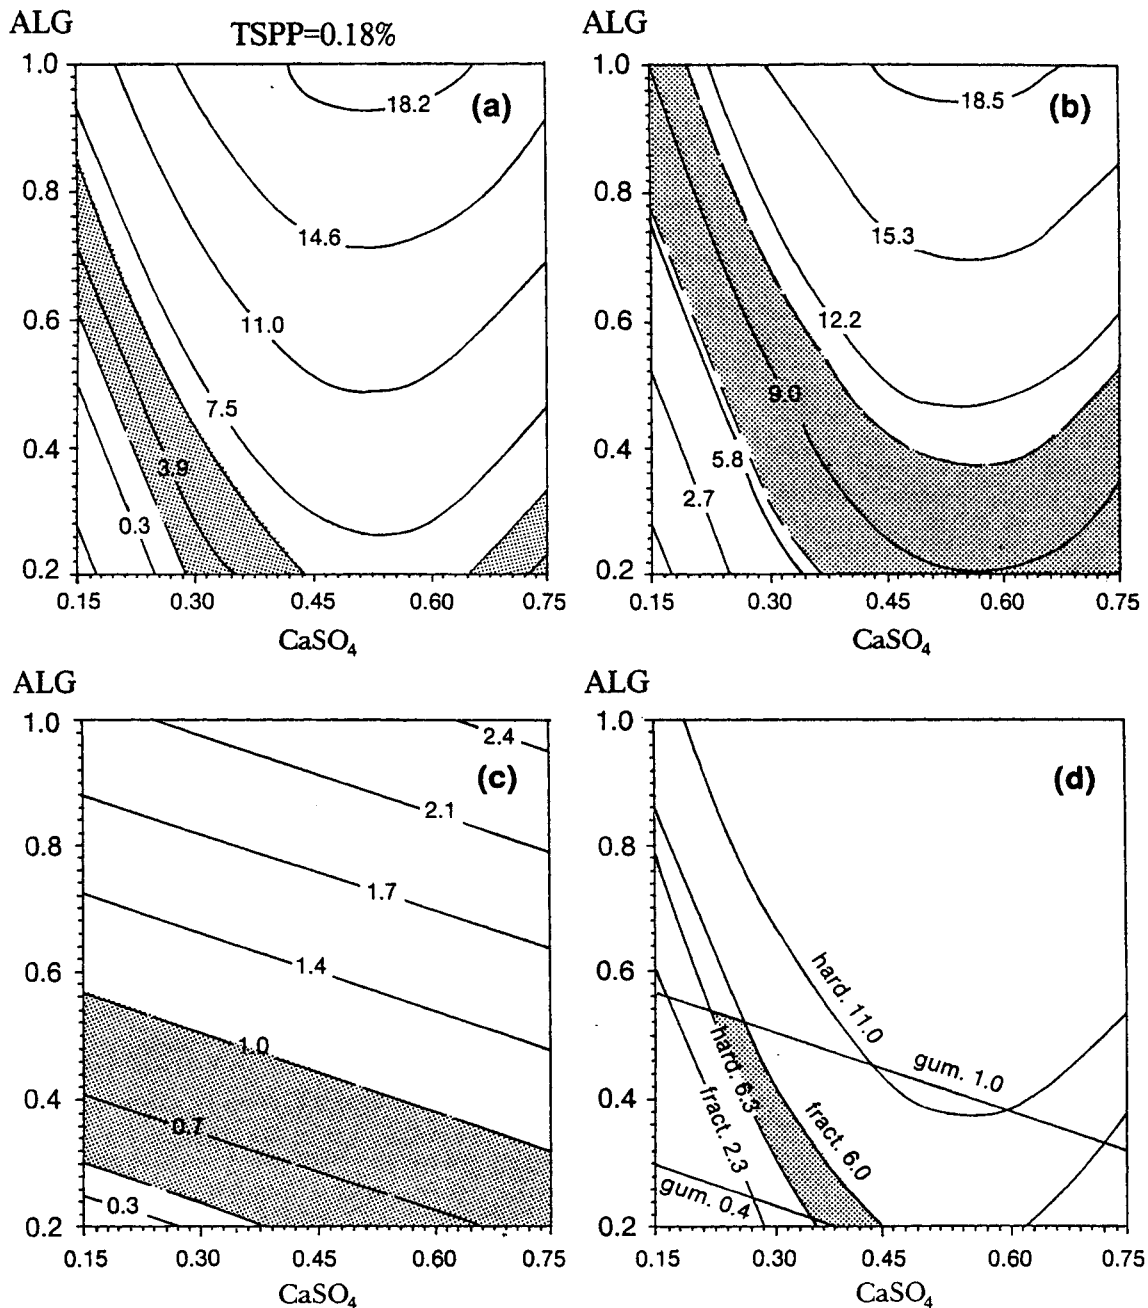 ALG
TSPP=0.18%
1.0
0.8
0.6
0.4
0.2
18.2
(a)
14.6
11.0
7.5
3.9
0.3
0.15 0.30 0.45 0.60 0.75
CaSO4
ALG
1.0
0.8
0.6
0.4
0.2
18.5
(b)
15.3
12.2
9.0
5.8
2.7
0.15 0.30 0.45 0.60 0.75
CaSO4
ALG
1.0
0.8
0.6
0.4
0.2
2.4
(c)
2.1
1.7
1.4
1.0
0.7
0.3
0.15 0.30 0.45 0.60 0.75
CaSO4
ALG
1.0
0.8
0.6
0.4
0.2
(d)
hard. 11.0
gum. 1.0
hard. 6.3
fract. 6.0
fract. 2.3
gum. 0.4
0.15 0.30 0.45 0.60 0.75
CaSO4